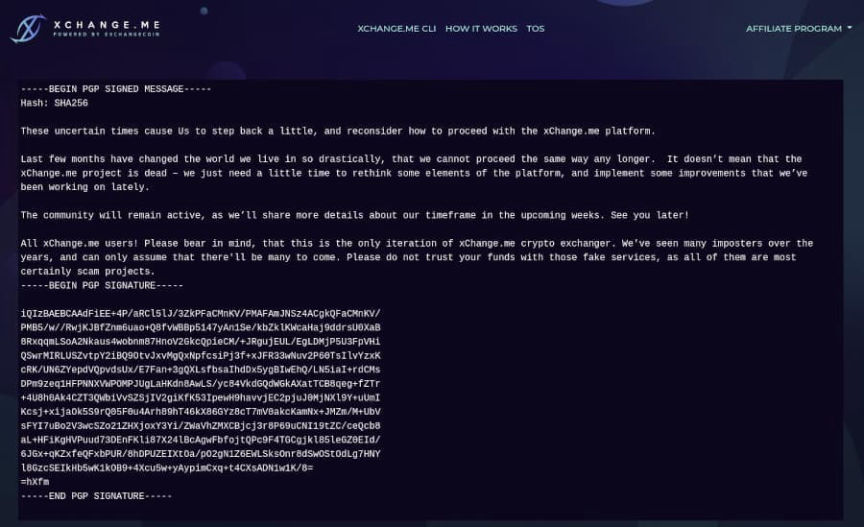 XCHANGE.ME
POWERED BY EXCHANGECOIN
XCHANGE.ME CLI HOW IT WORKS TOS
AFFILIATE PROGRAM
-----BEGIN PGP SIGNED MESSAGE-----
Hash: SHA256
These uncertain times cause Us to step back a little, and reconsider how to proceed with the xChange.me platform.
Last few months have changed the world we live in so drastically, that we cannot proceed the same way any longer. It doesn't mean that the
xChange.me project is dead – we just need a little time to rethink some elements of the platform, and implement some improvements that we've
been working on lately.
The community will remain active, as we'll share more details about our timeframe in the upcoming weeks. See you later!
All xChange.me users! Please bear in mind, that this is the only iteration of xChange.me crypto exchanger. We've seen many imposters over the
years, and can only assume that there'll be many to come. Please do not trust your funds with those fake services, as all of them are most
certainly scam projects.
-----BEGIN PGP SIGNATURE-----
iQIzBAEBCAAdFiEE+4P/aRCl5lJ/3ZkPFaCMnKV/PMAFAmJNSz4ACgkQFaCMnKV/
PMB5/w//RwjKJBfZnm6uao+Q8fvWBBp5147yAn1Se/kbZklKWcaHaj9ddrsU0XaB
8RxqqmLSoA2Nkaus4wobnm87HnoV2GkcQpieCM/+JRgujEUL/EgLDMjP5U3FpVHi
QSwrMIRLUSZvtpY2iBQ9OtvJxvMgQxNpfcsiPj3f+xJFR33wNuv2P60TsIlvYzxK
cRK/UN6ZYepdVQpvdsUx/E7Fan+3gQXLsfbsaIhdDx5ygBIwEhQ/LN5iaI+rdCMs
DPm9zeq1HFPNNXVWPOMPJUgLaHKdn8AwLS/yc84VkdGQdWGkAXatTCB8qeg+fZTr
+4U8h0Ak4CZT3QWbiVvSZSjIV2giKfK53IpewH9havvjEC2pjuJ0MjNXl9Y+uUmI
Kcsj+xijaOk5S9rQ05F0u4Arh89hT46kX86GYz8cT7mV0akcKamNx+JMZm/M+UbV
sFYI7uBo2V3wcSZo21ZHXjoxY3Yi/ZWaVhZMXCBjcj3r8P69uCNI19tZC/ceQcb8
aL+HFiKgHVPuud73DEnFKli87X24lBcAgwFbfojtQPc9F4TGCgjkl85leGZ0EId/
6JGx+qKZxfeQFxbPUR/8hDPUZEIXtOa/pO2gN1Z6EWLSksOnr8dSwOStOdLg7HNY
l8GzcSEIkHb5wK1kOB9+4Xcu5w+yAypimCxq+t4CXsADN1w1K/8=
=hXfm
-----END PGP SIGNATURE-----